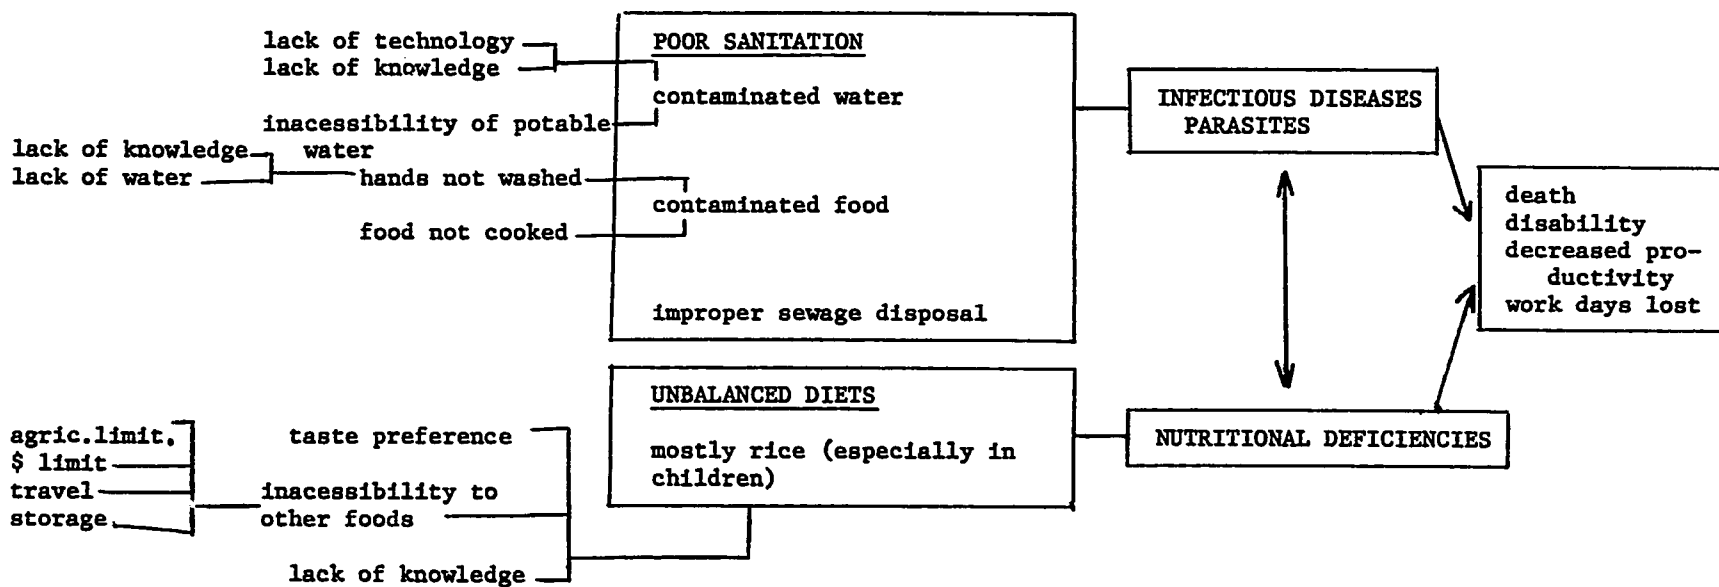 lack of technology
lack of knowledge
inacessibility of potable
water
lack of knowledge
lack of water
hands not washed
food not cooked
POOR SANITATION
contaminated water
contaminated food
improper sewage disposal
INFECTIOUS DISEASES
PARASITES
death
disability
decreased pro-
ductivity
work days lost
UNBALANCED DIETS
mostly rice (especially in
children)
NUTRITIONAL DEFICIENCIES
agric.limit.
$ limit
travel
storage
taste preference
inacessibility to
other foods
lack of knowledge